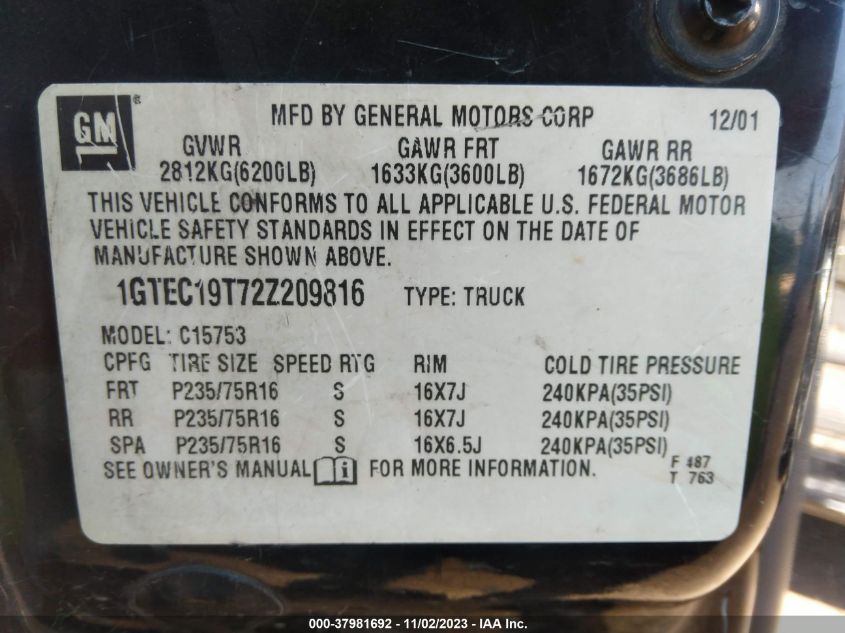 GM
MFD BY GENERAL MOTORS CORP 12/01
GVWR GAWR FRT GAWR RR
2812KG(6200LB) 1633KG(3600LB) 1672KG(3686LB)
THIS VEHICLE CONFORMS TO ALL APPLICABLE U.S. FEDERAL MOTOR
VEHICLE SAFETY STANDARDS IN EFFECT ON THE DATE OF
MANUFACTURE SHOWN ABOVE.
1GTEC19T72Z209816 TYPE: TRUCK
MODEL: C15753
CPFG TIRE SIZE SPEED RTG RIM COLD TIRE PRESSURE
FRT P235/75R16 S 16X7J 240KPA(35PSI)
RR P235/75R16 S 16X7J 240KPA(35PSI)
SPA P235/75R16 S 16X6.5J 240KPA(35PSI)
SEE OWNER'S MANUAL i FOR MORE INFORMATION.
F 487
T 763
000-37981692 - 11/02/2023 - IAA Inc.